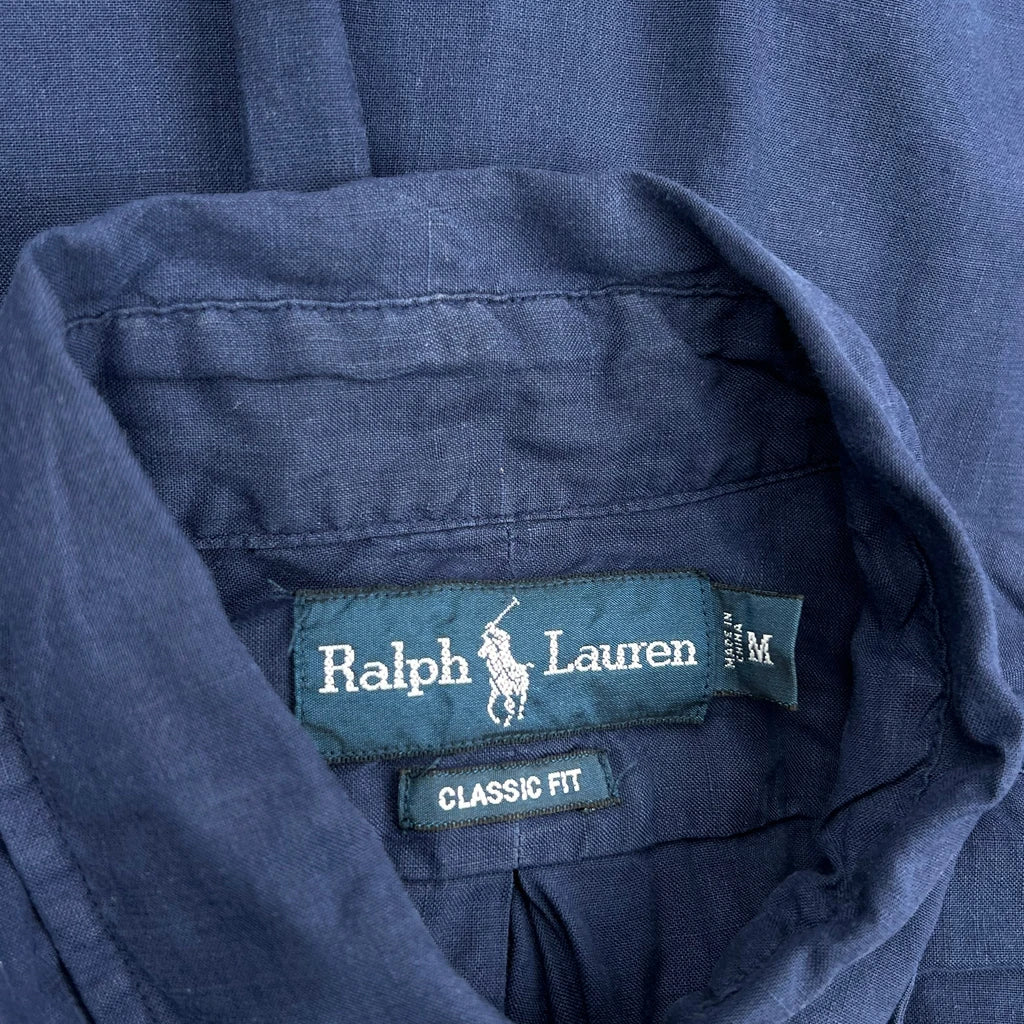 Ralph Lauren
MADE IN
CHINA
M
CLASSIC FIT